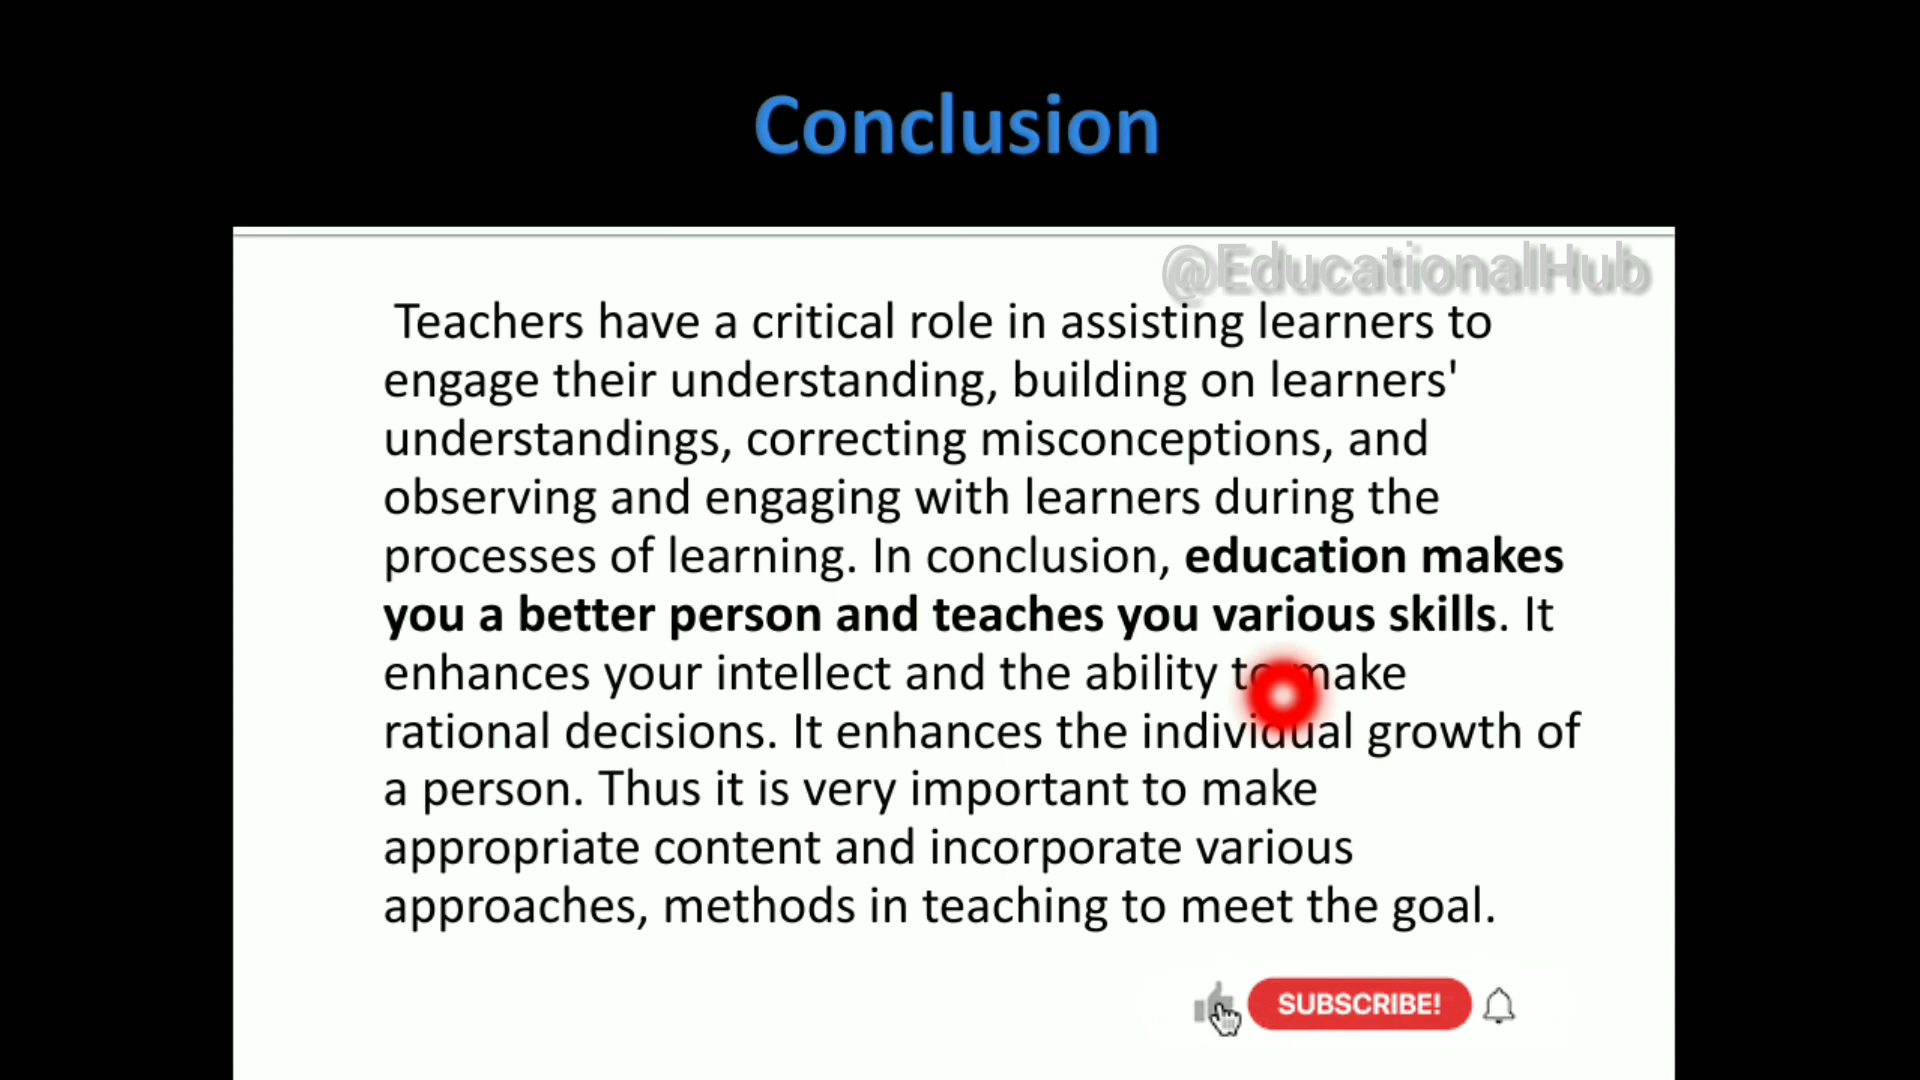 Conclusion
@EducationalHub
Teachers have a critical role in assisting learners to
engage their understanding, building on learners'
understandings, correcting misconceptions, and
observing and engaging with learners during the
processes of learning. In conclusion, education makes
you a better person and teaches you various skills. It
enhances your intellect and the ability to make
rational decisions. It enhances the individual growth of
a person. Thus it is very important to make
appropriate content and incorporate various
approaches, methods in teaching to meet the goal.
SUBSCRIBE!